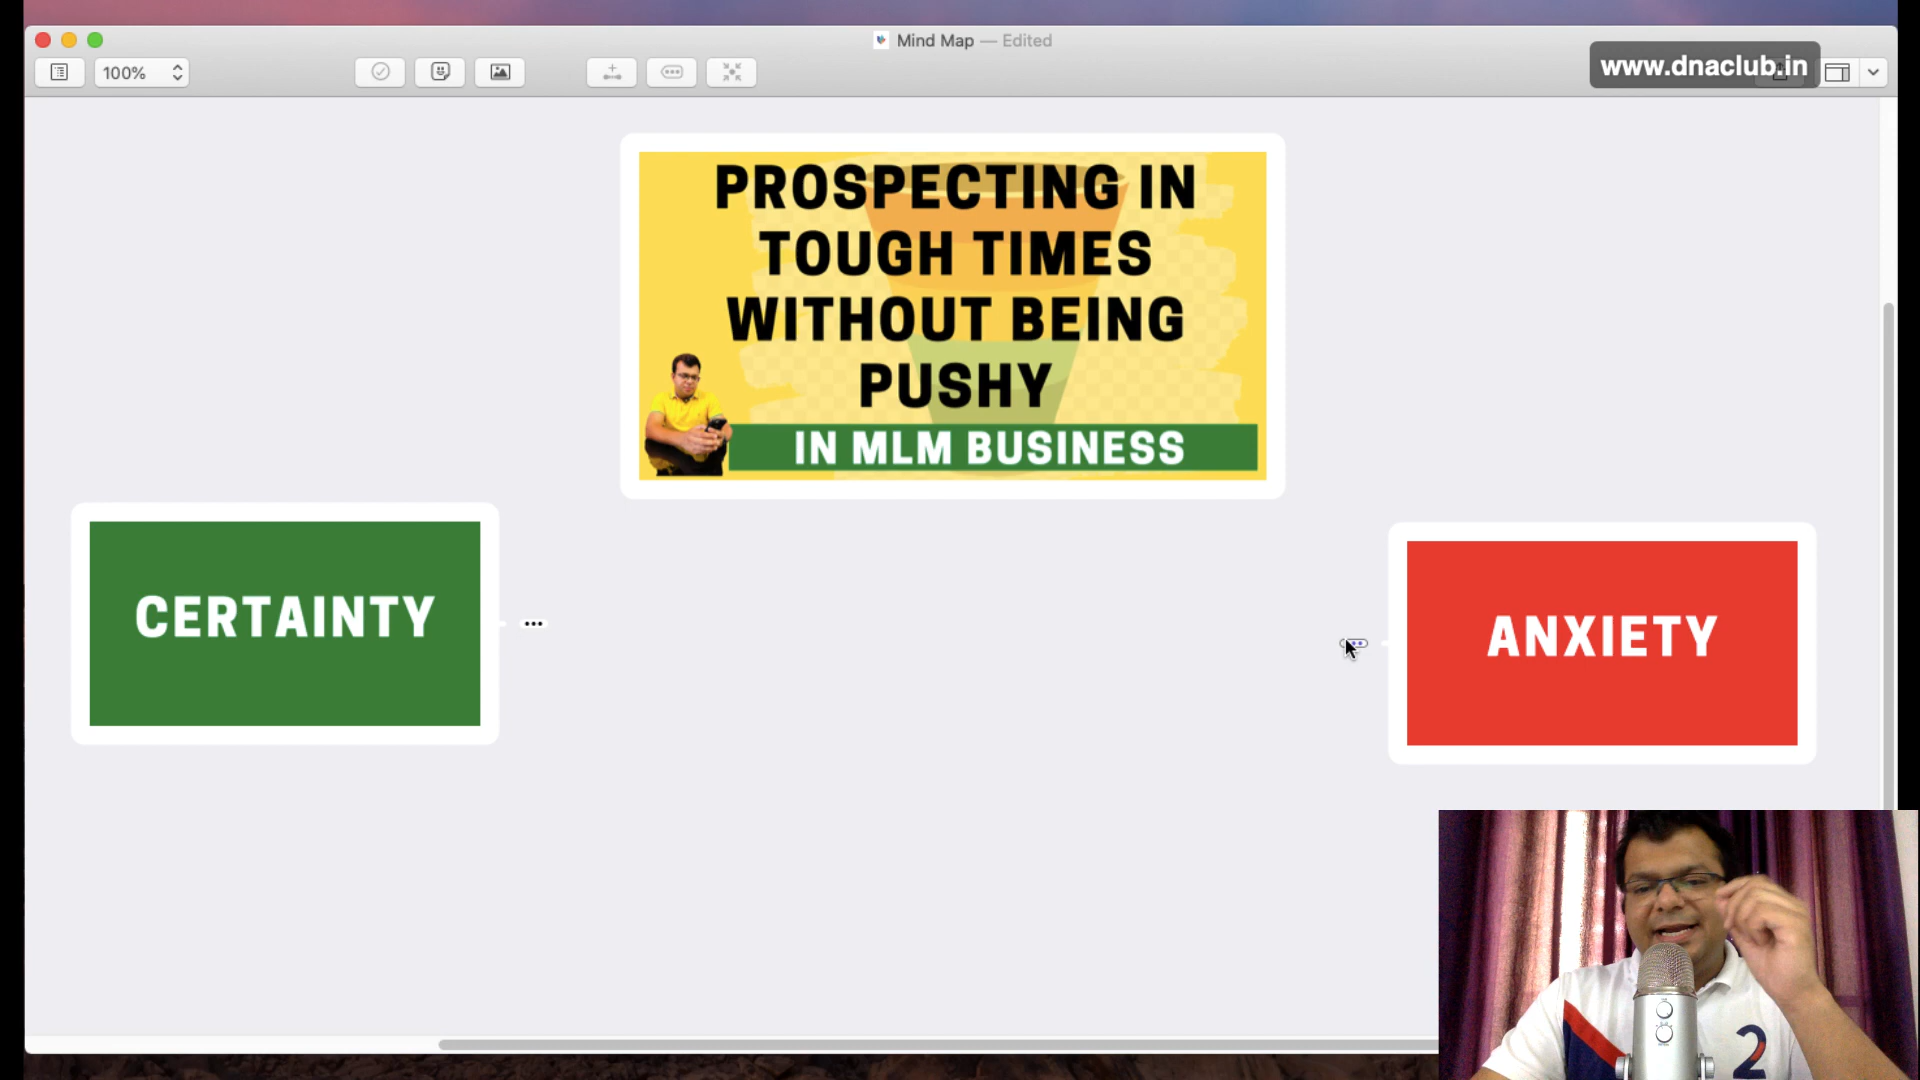 Mind Map — Edited
100%
www.dnaclub.in
PROSPECTING IN
TOUGH TIMES
WITHOUT BEING
PUSHY
IN MLM BUSINESS
CERTAINTY
ANXIETY
2